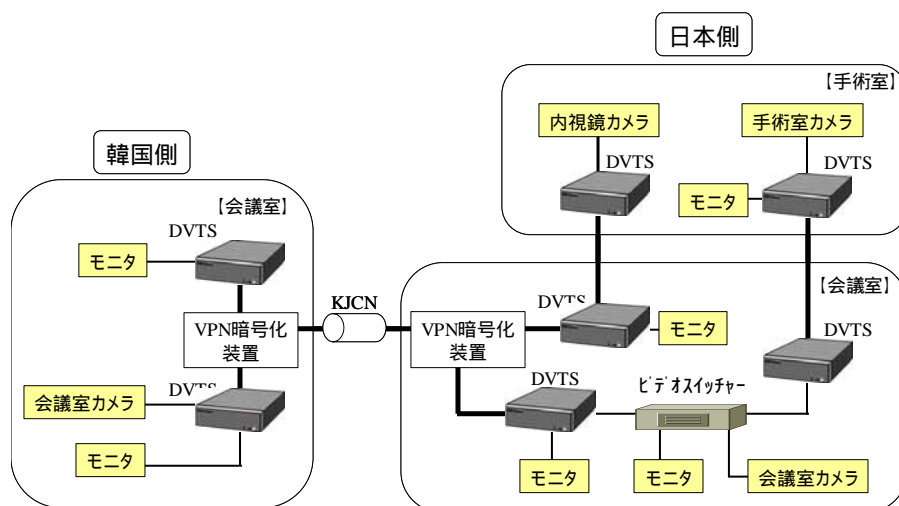 日本側
【手術室】
内視鏡カメラ
手術室カメラ
DVTS
DVTS
モニタ
韓国側
【会議室】
DVTS
モニタ
VPN暗号化
装置
DVTS
会議室カメラ
モニタ
KJCN
【会議室】
DVTS
VPN暗号化
装置
モニタ
DVTS
DVTS
ﾋﾞﾃﾞｵｽｲｯﾁｬｰ
モニタ
モニタ
会議室カメラ